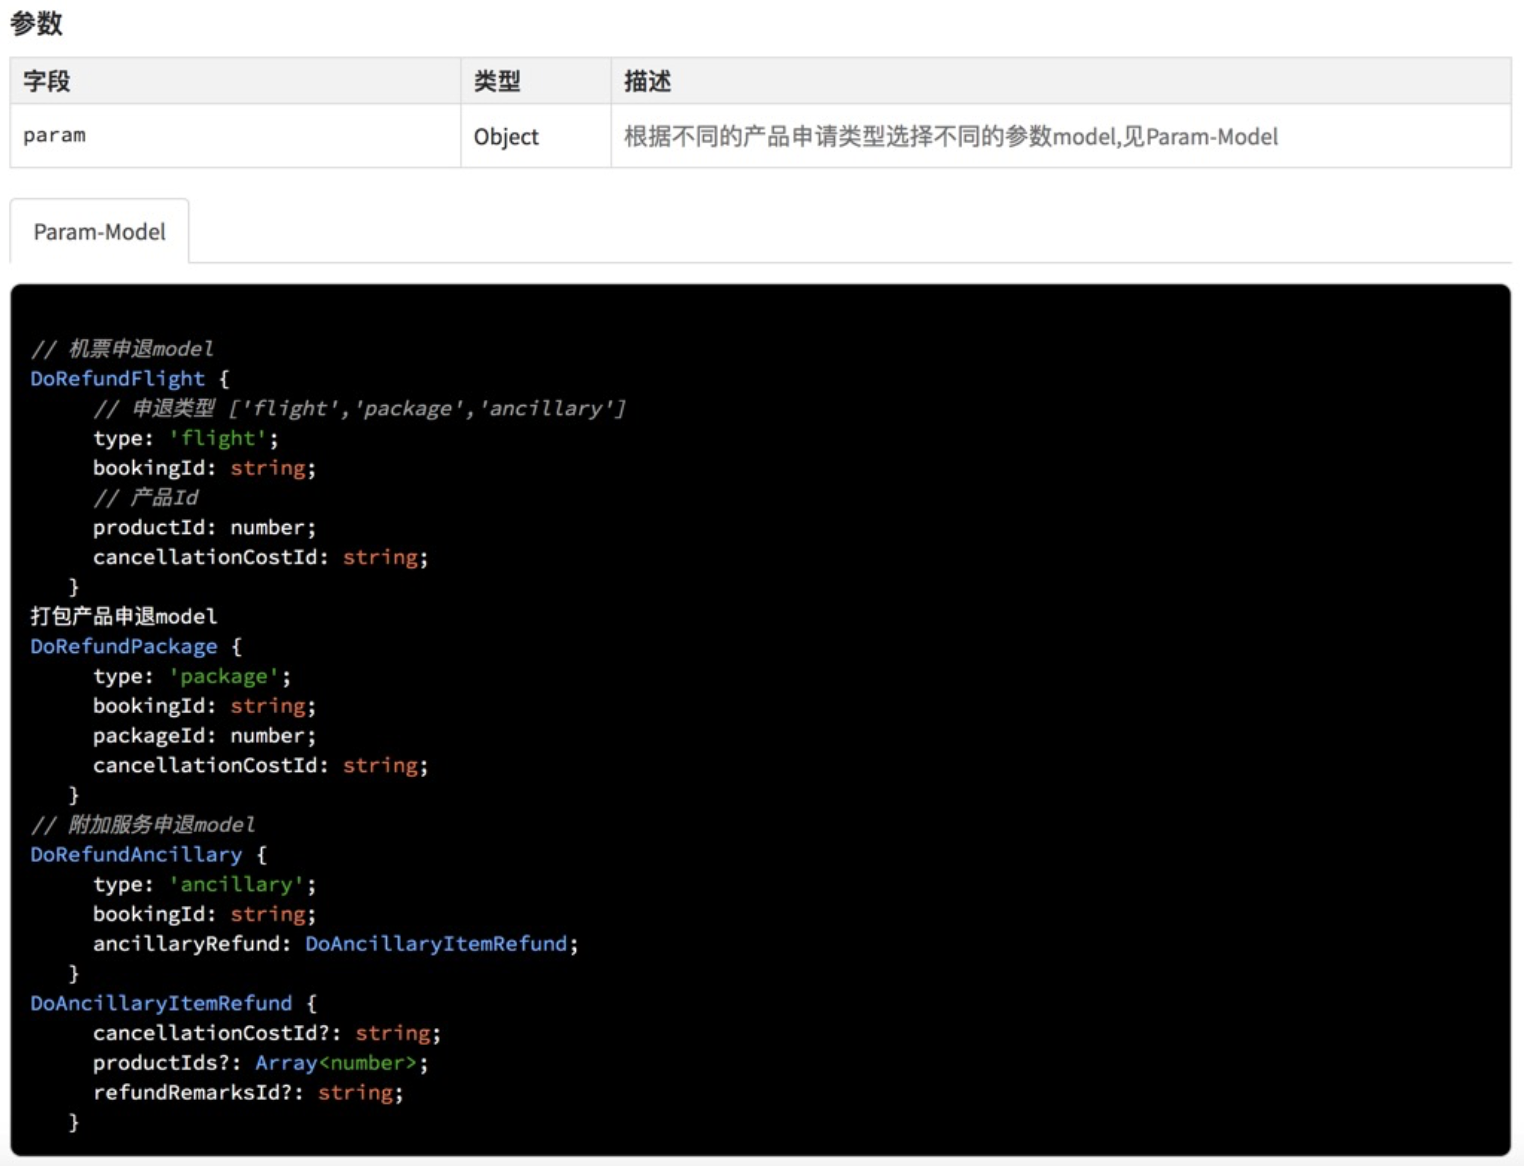 参数
字段 类型 描述
param Object 根据不同的产品申请类型选择不同的参数model,见Param-Model
Param-Model
// 机票申退model
DoRefundFlight {
// 申退类型 ['flight','package','ancillary']
type: 'flight';
bookingId: string;
// 产品Id
productId: number;
cancellationCostId: string;
}
打包产品申退model
DoRefundPackage {
type: 'package';
bookingId: string;
packageId: number;
cancellationCostId: string;
}
// 附加服务申退model
DoRefundAncillary {
type: 'ancillary';
bookingId: string;
ancillaryRefund: DoAncillaryItemRefund;
}
DoAncillaryItemRefund {
cancellationCostId?: string;
productIds?: Array<number>;
refundRemarksId?: string;
}